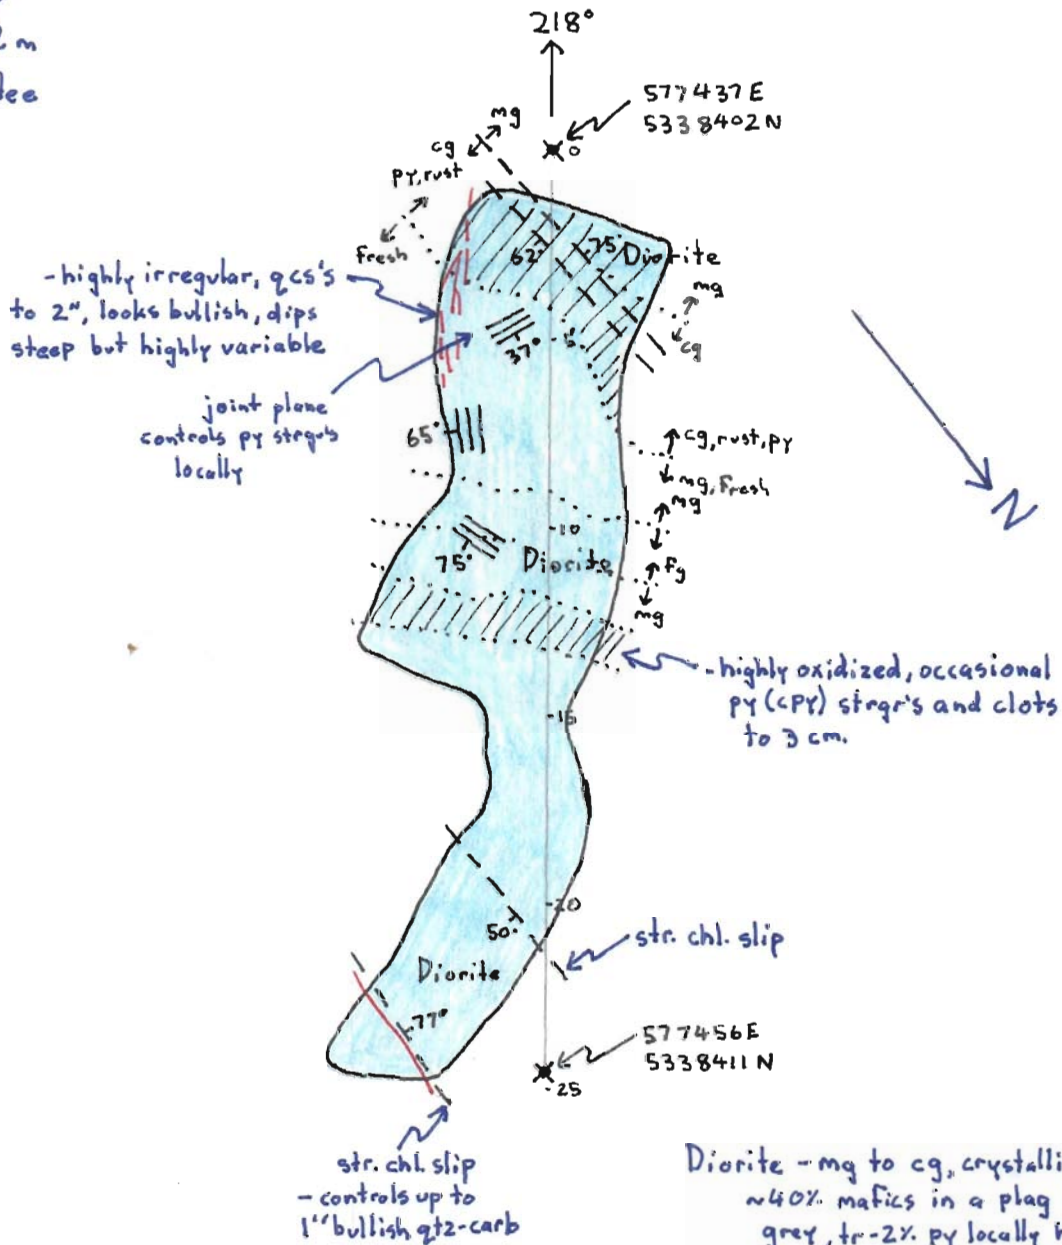 2 m
218°
577437E
5338402N
0
mg
cg
py, rust
fresh
62°
75°
Diorite
mg
cg
-highly irregular, qcs's
to 2", looks bullish, dips
steep but highly variable
37°
5
joint plane
controls py strgrs
locally
65°
cg, rust, py
mg, fresh
mg
N
-10
75°
Diorite
fg
mg
-highly oxidized, occasional
py (cpy) strgr's and clots
to 3 cm.
-15
-20
50°
str. chl. slip
Diorite
77°
577456E
5338411N
-25
str. chl. slip
- controls up to
1" bullish qtz-carb
Diorite - mg to cg,
~40% mafics in a plag
grey, tr-2% py locally